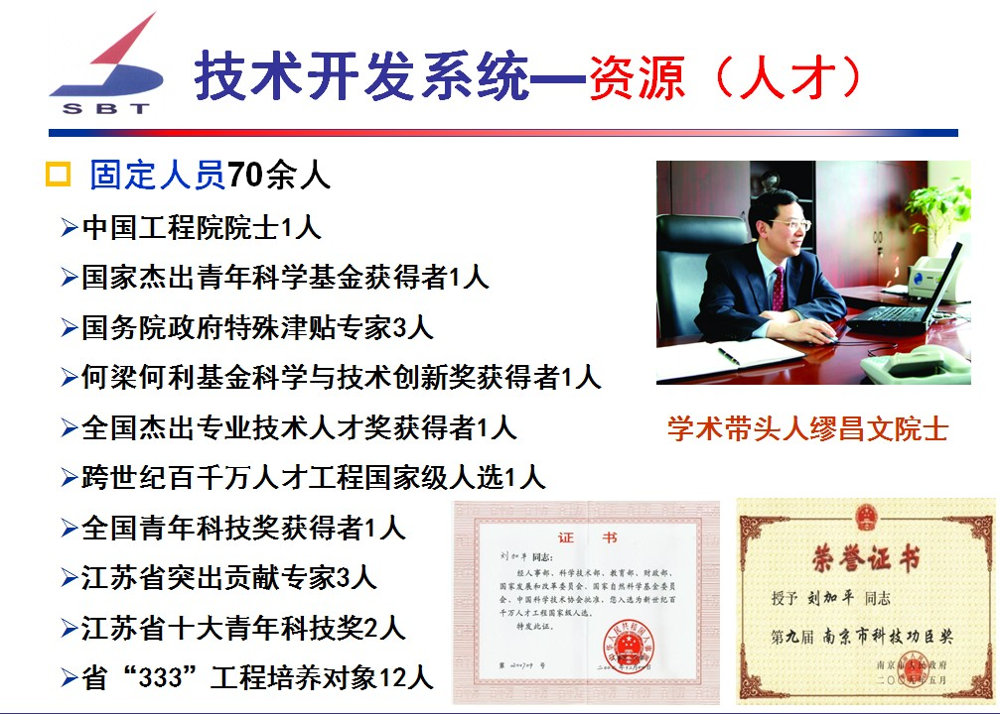 SBT
技术开发系统—资源（人才）
固定人员70余人
中国工程院院士1人
国家杰出青年科学基金获得者1人
国务院政府特殊津贴专家3人
何梁何利基金科学与技术创新奖获得者1人
全国杰出专业技术人才奖获得者1人
跨世纪百千万人才工程国家级人选1人
全国青年科技奖获得者1人
江苏省突出贡献专家3人
江苏省十大青年科技奖2人
省“333”工程培养对象12人
学术带头人缪昌文院士
证 书
刘加平 同志：
经人事部、科学技术部、教育部、财政部、
国家发展和改革委员会、国家自然科学基金委员
会、中国科学技术协会批准，您入选为新世纪百
千万人才工程国家级人选。
特发此证。
荣誉证书
授予 刘加平 同志
第九届 南京市科技功臣奖
南京市人民政府